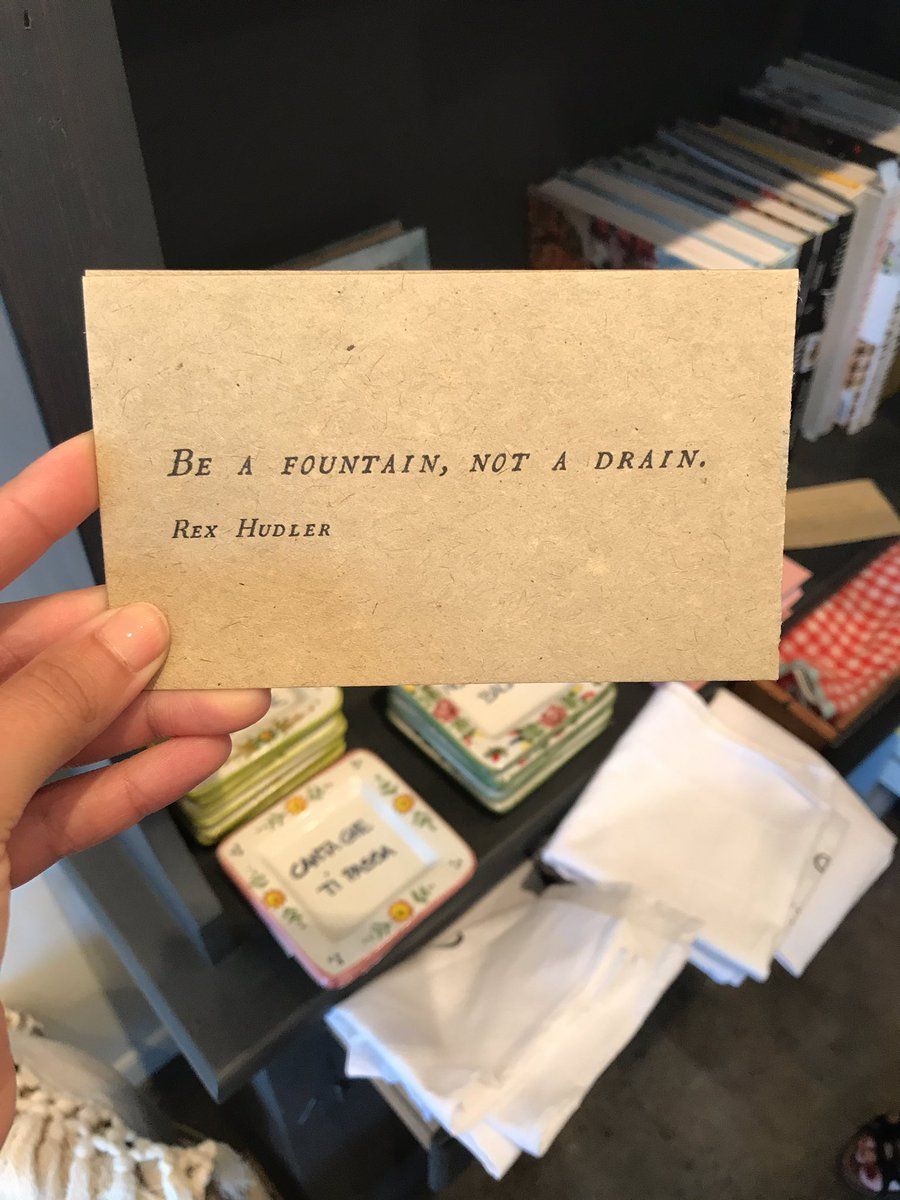 Be a fountain, not a drain.
Rex Hudler
CANTA CHE
TI PASSA